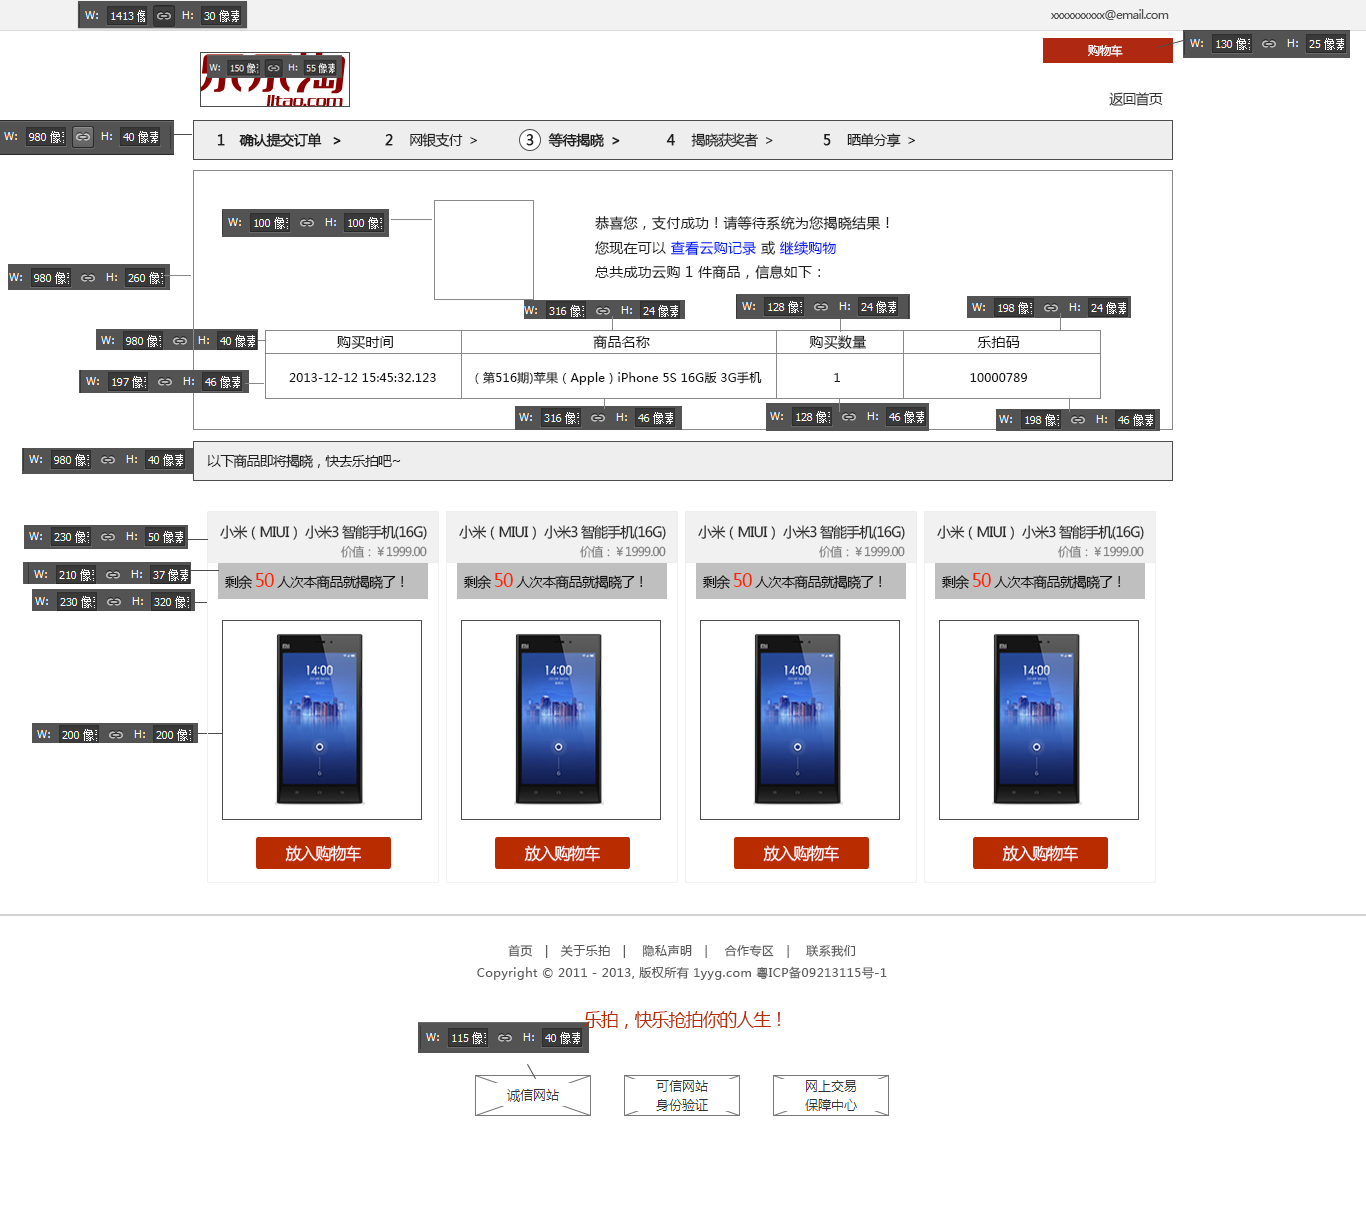 W: 1413 像 H: 30 像素
xxxxxxxxxx@email.com
购物车
W: 130 像 H: 25 像素
W: 150 像 H: 55 像素
lltao.com
返回首页
W: 980 像 H: 40 像素
1 确认提交订单 > 2 网银支付 > 3 等待揭晓 > 4 揭晓获奖者 > 5 晒单分享 >
W: 100 像 H: 100 像
恭喜您，支付成功！请等待系统为您揭晓结果！
您现在可以 查看云购记录 或 继续购物
总共成功云购 1 件商品，信息如下：
W: 980 像 H: 260 像
W: 316 像 H: 24 像素
W: 128 像 H: 24 像素
W: 198 像 H: 24 像素
W: 980 像 H: 40 像素
购买时间 商品名称 购买数量 乐拍码
W: 197 像 H: 46 像素
2013-12-12 15:45:32.123 （第516期)苹果（Apple）iPhone 5S 16G版 3G手机 1 10000789
W: 316 像 H: 46 像素
W: 128 像 H: 46 像素
W: 198 像 H: 46 像素
W: 980 像 H: 40 像素
以下商品即将揭晓，快去乐拍吧~
W: 230 像 H: 50 像素
小米（MIUI） 小米3 智能手机(16G) 小米（MIUI） 小米3 智能手机(16G) 小米（MIUI） 小米3 智能手机(16G) 小米（MIUI） 小米3 智能手机(16G)
价值：￥1999.00 价值：￥1999.00 价值：￥1999.00 价值：￥1999.00
W: 210 像 H: 37 像素
剩余 50 人次本商品就揭晓了！ 剩余 50 人次本商品就揭晓了！ 剩余 50 人次本商品就揭晓了！ 剩余 50 人次本商品就揭晓了！
W: 230 像 H: 320 像
14:00 14:00 14:00 14:00
W: 200 像 H: 200 像
放入购物车 放入购物车 放入购物车 放入购物车
首页 | 关于乐拍 | 隐私声明 | 合作专区 | 联系我们
Copyright © 2011 - 2013, 版权所有 1yyg.com 粤ICP备09213115号-1
乐拍，快乐抢拍你的人生！
W: 115 像 H: 40 像素
诚信网站
可信网站
身份验证
网上交易
保障中心